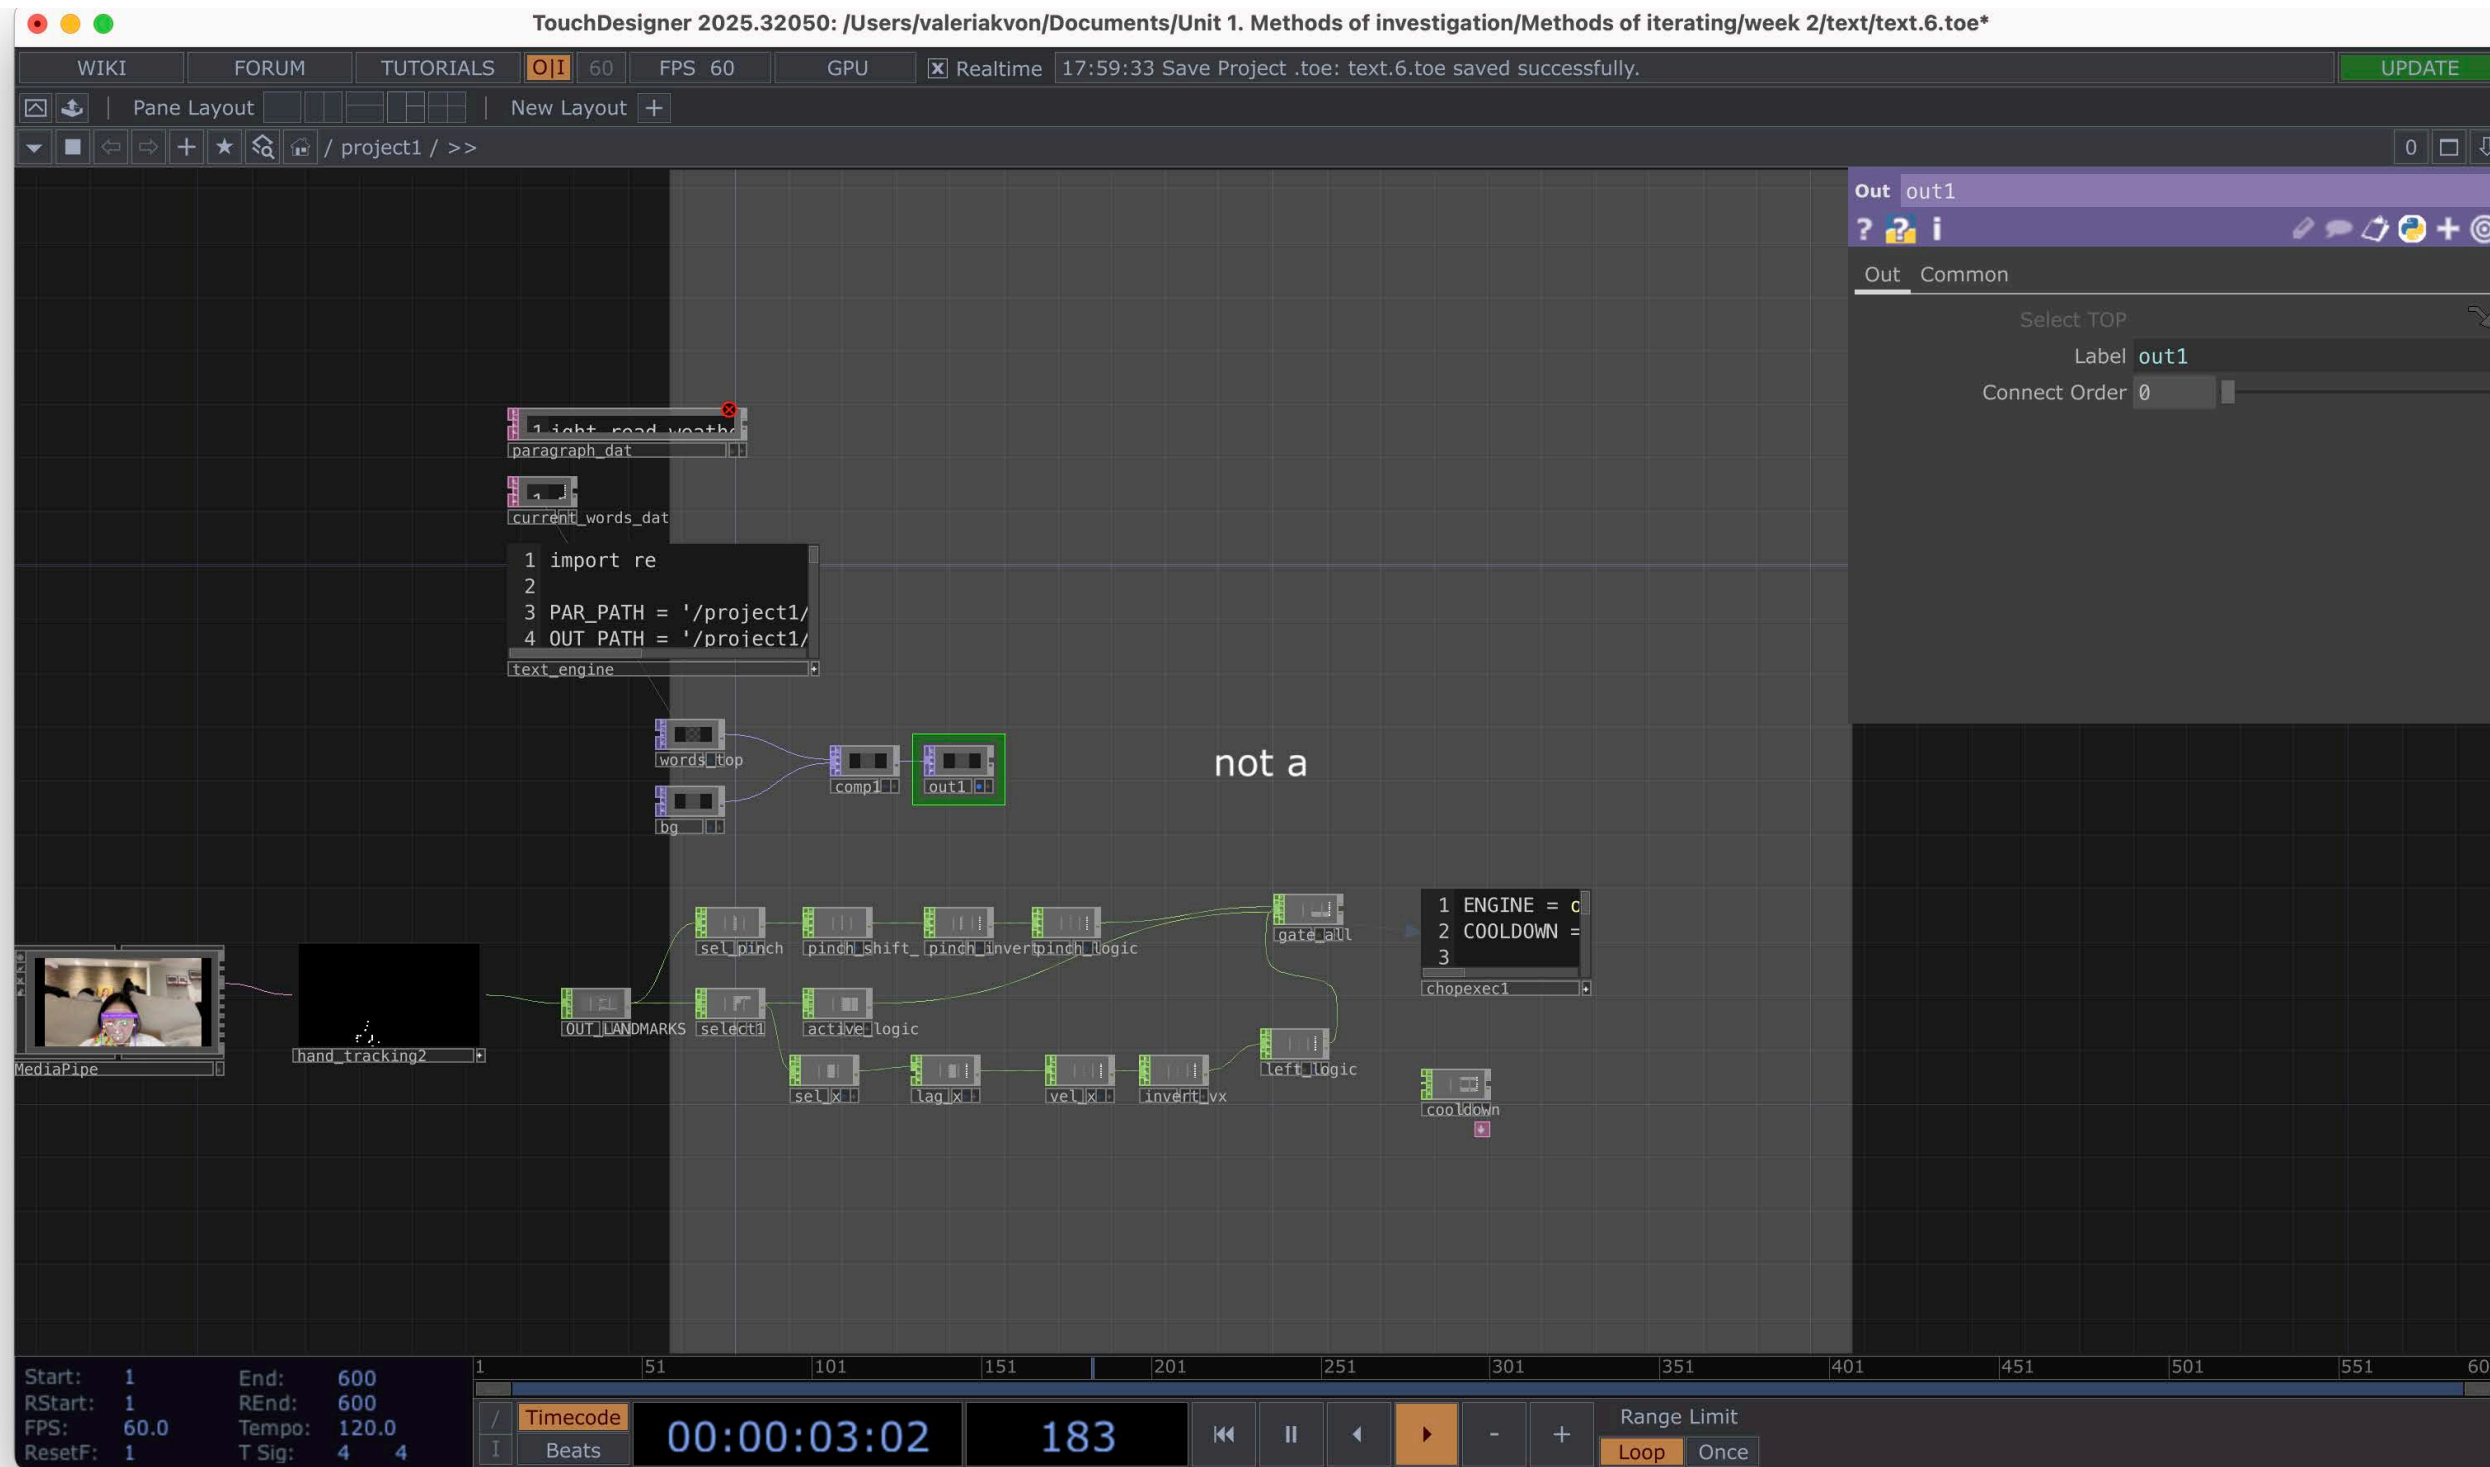 TouchDesigner 2025.32050: /Users/valeriakvon/Documents/Unit 1. Methods of investigation/Methods of iterating/week 2/text/text.6.toe*
WIKI FORUM TUTORIALS O|I 60 FPS 60 GPU x Realtime 17:59:33 Save Project .toe: text.6.toe saved successfully. UPDATE
Pane Layout New Layout +
/ project1 / >> 0
Out out1
? ? i
Out Common
Select TOP
Label out1
Connect Order 0
paragraph_dat
current_words_dat
1 import re
2
3 PAR_PATH = '/project1/
4 OUT_PATH = '/project1/
text_engine
words_top
comp1
out1
not a
bg
1 ENGINE =
2 COOLDOWN =
3
gate_all
sel_pinch
pinch_shift_
pinch_invert
pinch_logic
chopexec1
OUT_LANDMARKS
select1
active_logic
hand_tracking2
MediaPipe
left_logic
sel_x
lag_x
vel_x
invert_vx
cooldown
1 51 101 151 201 251 301 351 401 451 501 551 60
Start: 1 End: 600
RStart: 1 REnd: 600
FPS: 60.0 Tempo: 120.0
ResetF: 1 T Sig: 4 4
/ Timecode
I Beats
00:00:03:02
183
- +
Range Limit
Loop Once